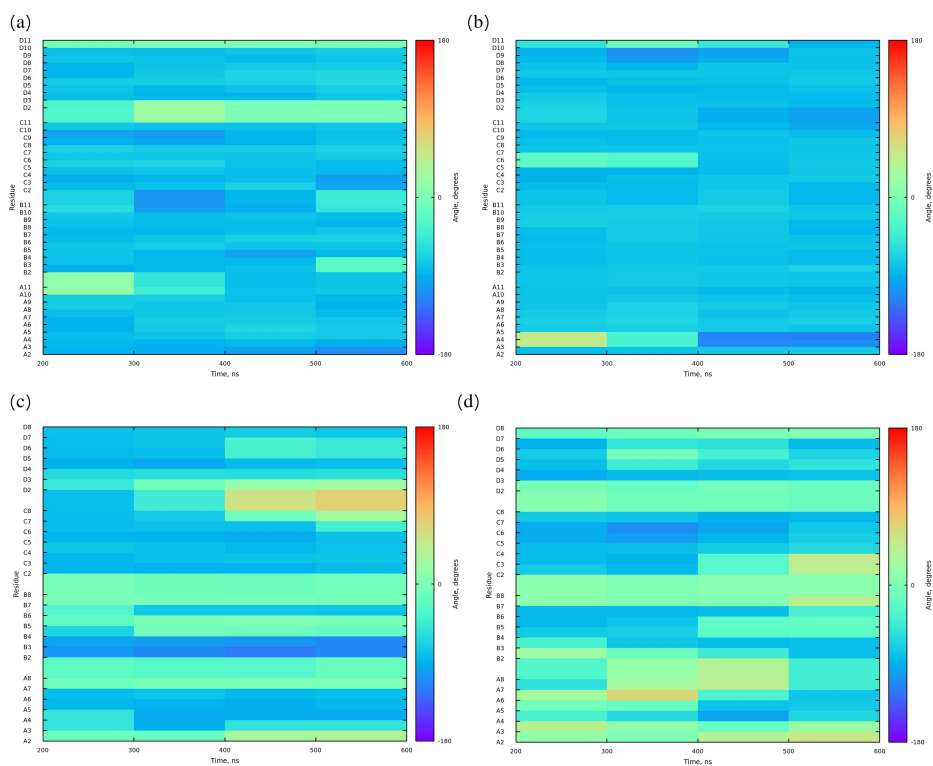 (a)
D11
D10
D9
D8
D7
D6
D5
D4
D3
D2
C11
C10
C9
C8
C7
C6
C5
C4
C3
C2
B11
B10
B9
B8
B7
B6
B5
B4
B3
B2
A11
A10
A9
A8
A7
A6
A5
A4
A3
A2
Residue
200 300 400 500 600
Time, ns
180
0
-180
Angle, degrees
(b)
D11
D10
D9
D8
D7
D6
D5
D4
D3
D2
C11
C10
C9
C8
C7
C6
C5
C4
C3
C2
B11
B10
B9
B8
B7
B6
B5
B4
B3
B2
A11
A10
A9
A8
A7
A6
A5
A4
A3
A2
Residue
200 300 400 500 600
Time, ns
180
0
-180
Angle, degrees
(c)
D8
D7
D6
D5
D4
D3
D2
C8
C7
C6
C5
C4
C3
C2
B8
B7
B6
B5
B4
B3
B2
A8
A7
A6
A5
A4
A3
A2
Residue
200 300 400 500 600
Time, ns
180
0
-180
Angle, degrees
(d)
D8
D7
D6
D5
D4
D3
D2
C8
C7
C6
C5
C4
C3
C2
B8
B7
B6
B5
B4
B3
B2
A8
A7
A6
A5
A4
A3
A2
Residue
200 300 400 500 600
Time, ns
180
0
-180
Angle, degrees